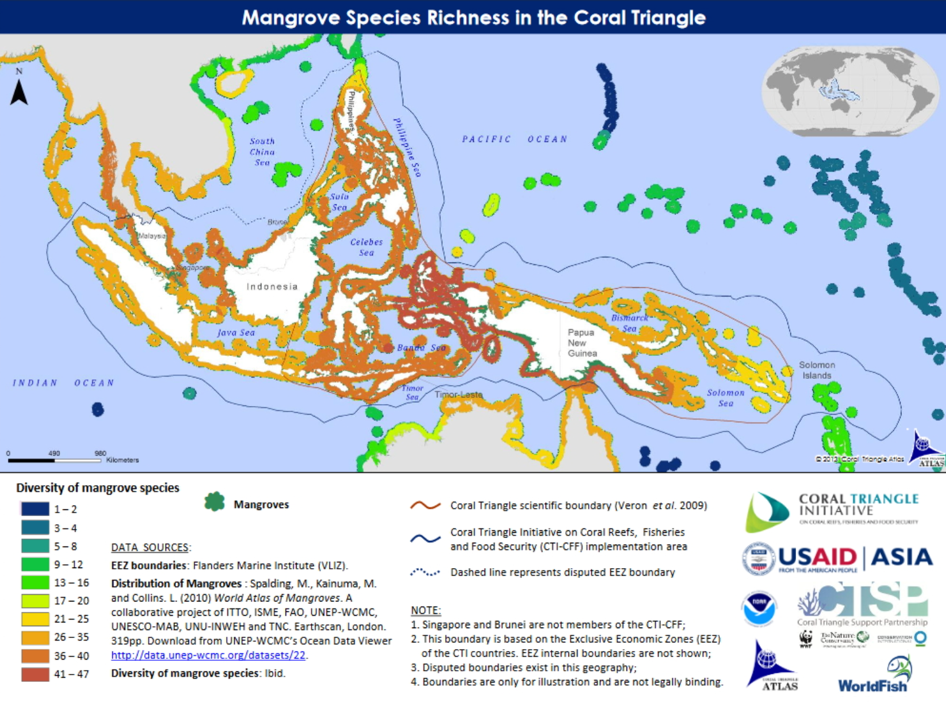 Mangrove Species Richness in the Coral Triangle
N
Philippines
Philippine Sea
PACIFIC OCEAN
South
China
Sea
Sulu
Sea
Brunei
Malaysia
Celebes
Sea
Singapore
Indonesia
Bismarck
Sea
Papua
New
Guinea
Java Sea
Banda Sea
Solomon
Islands
INDIAN OCEAN
Timor
Sea
Timor-Leste
Solomon
Sea
0 490 980
Kilometers
© 2013 Coral Triangle Atlas
ATLAS
Diversity of mangrove species
1 – 2
3 – 4
5 – 8
9 – 12
13 – 16
17 – 20
21 – 25
26 – 35
36 – 40
41 – 47
Mangroves
DATA SOURCES:
EEZ boundaries: Flanders Marine Institute (VLIZ).
Distribution of Mangroves : Spalding, M., Kainuma, M.
and Collins. L. (2010) World Atlas of Mangroves. A
collaborative project of ITTO, ISME, FAO, UNEP-WCMC,
UNESCO-MAB, UNU-INWEH and TNC. Earthscan, London.
319pp. Download from UNEP-WCMC's Ocean Data Viewer
http://data.unep-wcmc.org/datasets/22.
Diversity of mangrove species: Ibid.
Coral Triangle scientific boundary (Veron et al. 2009)
Coral Triangle Initiative on Coral Reefs, Fisheries
and Food Security (CTI-CFF) implementation area
Dashed line represents disputed EEZ boundary
NOTE:
1. Singapore and Brunei are not members of the CTI-CFF;
2. This boundary is based on the Exclusive Economic Zones (EEZ)
of the CTI countries. EEZ internal boundaries are not shown;
3. Disputed boundaries exist in this geography;
4. Boundaries are only for illustration and are not legally binding.
CORAL TRIANGLE
INITIATIVE
ON CORAL REEFS, FISHERIES AND FOOD SECURITY
USAID
FROM THE AMERICAN PEOPLE
ASIA
NOAA
CTSP
Coral Triangle Support Partnership
WWF
The Nature
Conservancy
CORAL TRIANGLE
ATLAS
WorldFish